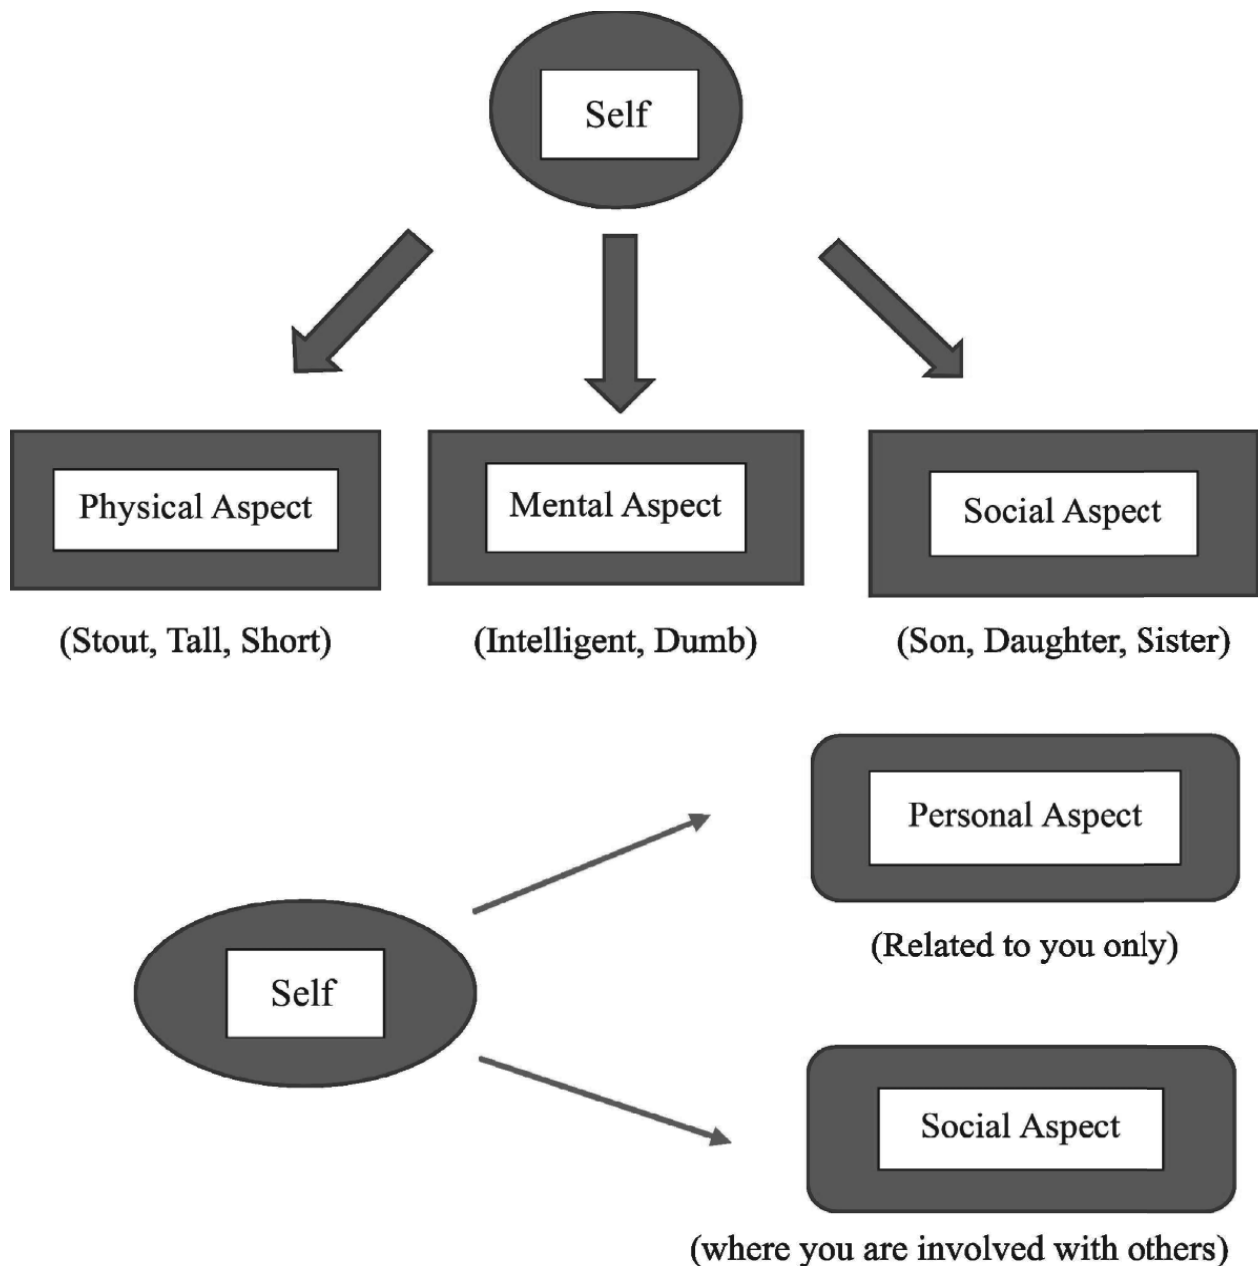 Self
Physical Aspect
Mental Aspect
Social Aspect
(Stout, Tall, Short)
(Intelligent, Dumb)
(Son, Daughter, Sister)
Personal Aspect
(Related to you only)
Self
Social Aspect
(where you are involved with others)